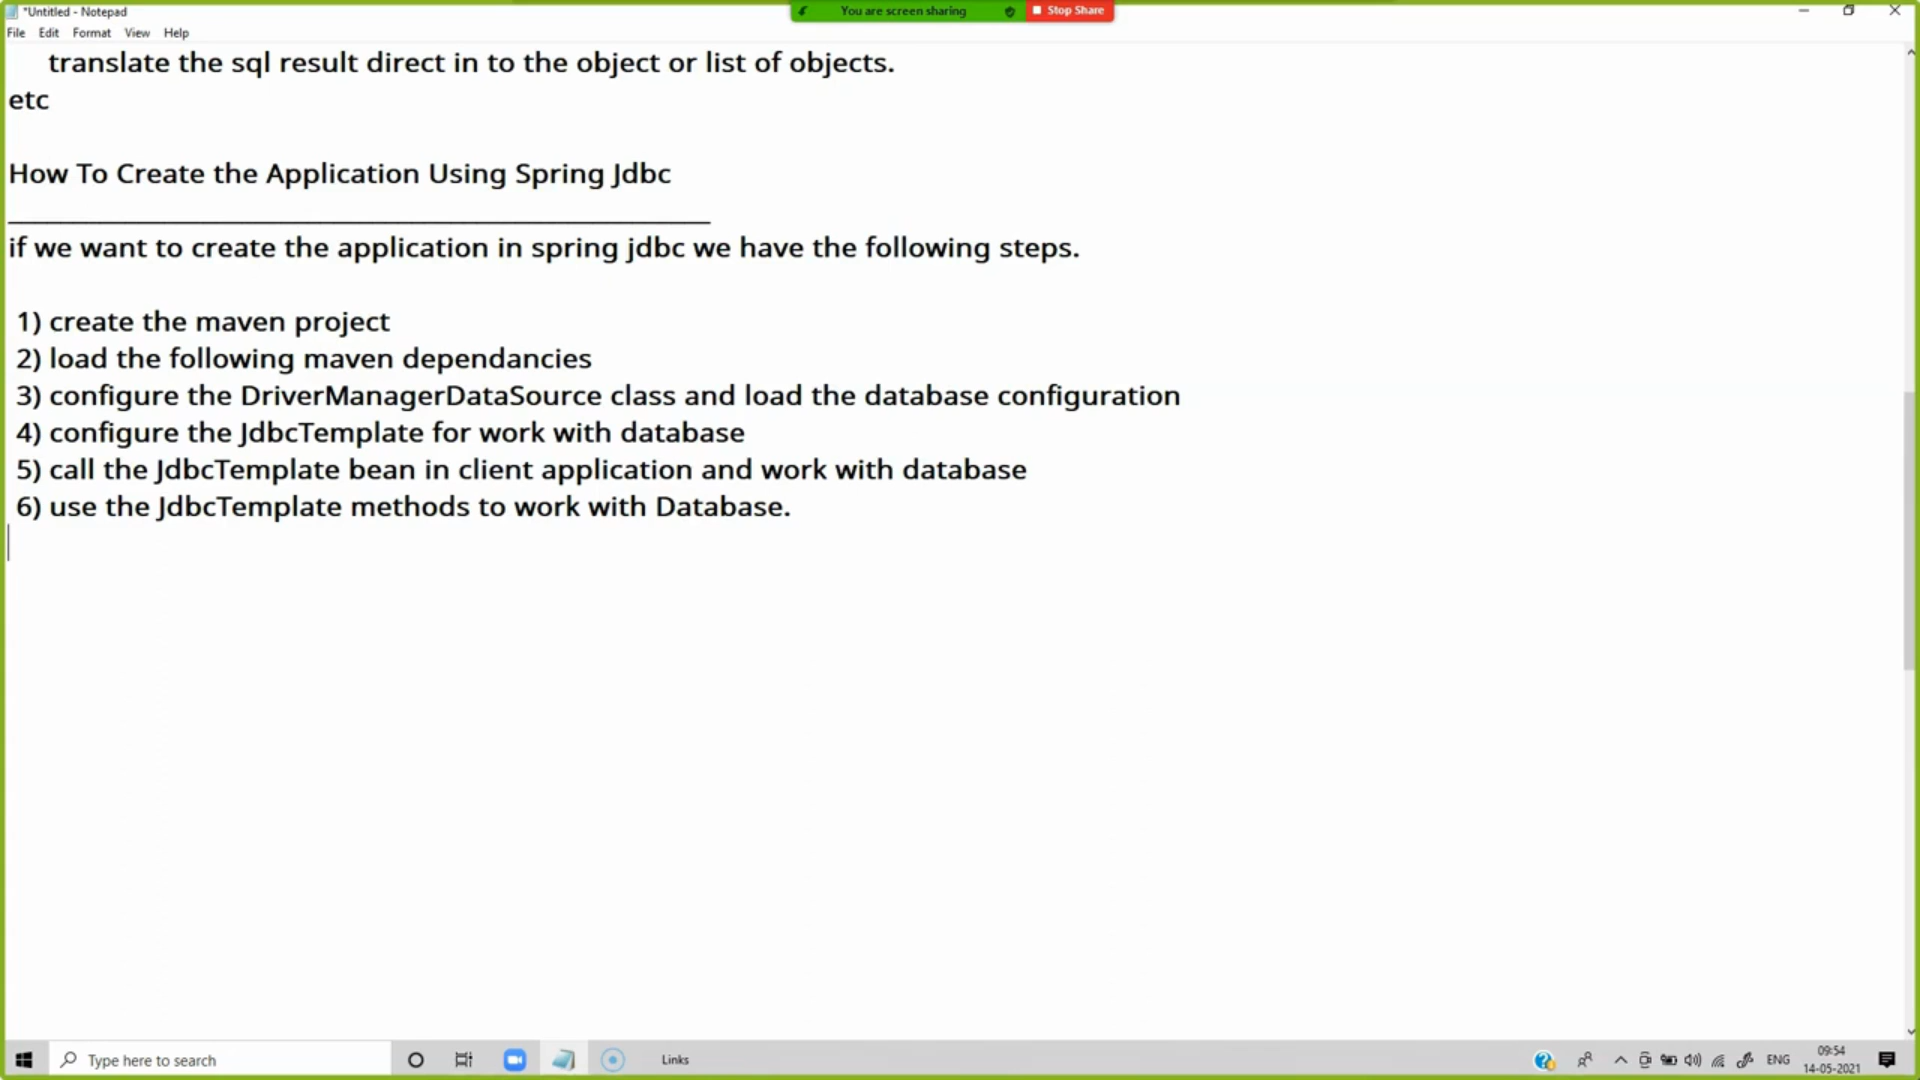 *Untitled - Notepad
You are screen sharing
Stop Share
File Edit Format View Help
translate the sql result direct in to the object or list of objects.
etc
How To Create the Application Using Spring Jdbc
if we want to create the application in spring jdbc we have the following steps.
1) create the maven project
2) load the following maven dependancies
3) configure the DriverManagerDataSource class and load the database configuration
4) configure the JdbcTemplate for work with database
5) call the JdbcTemplate bean in client application and work with database
6) use the JdbcTemplate methods to work with Database.
Type here to search
Links
ENG
09:54
14-05-2021